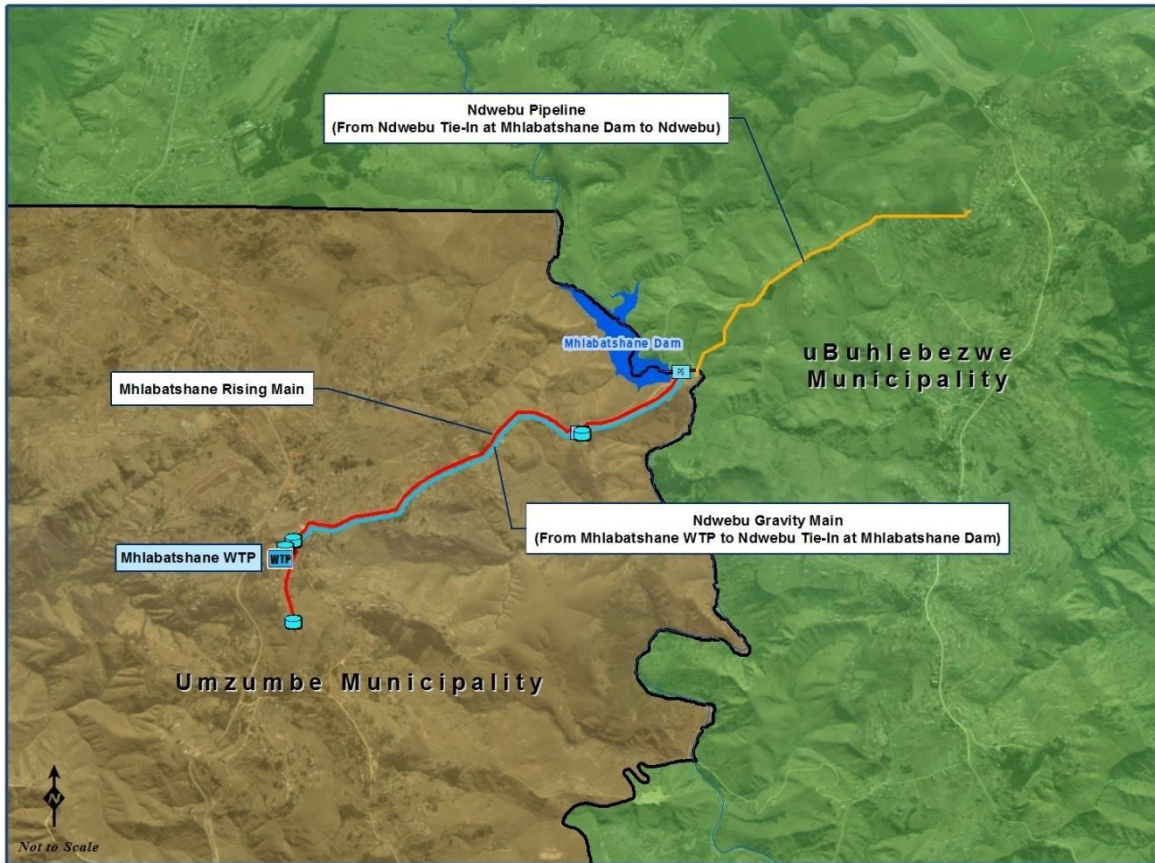 Ndwebu Pipeline
(From Ndwebu Tie-In at Mhlabatshane Dam to Ndwebu)
Mhlabatshane Dam
uBuhlebezwe
Municipality
PS
Mhlabatshane Rising Main
Ndwebu Gravity Main
(From Mhlabatshane WTP to Ndwebu Tie-In at Mhlabatshane Dam)
Mhlabatshane WTP
WTP
Umzumbe Municipality
N
Not to Scale